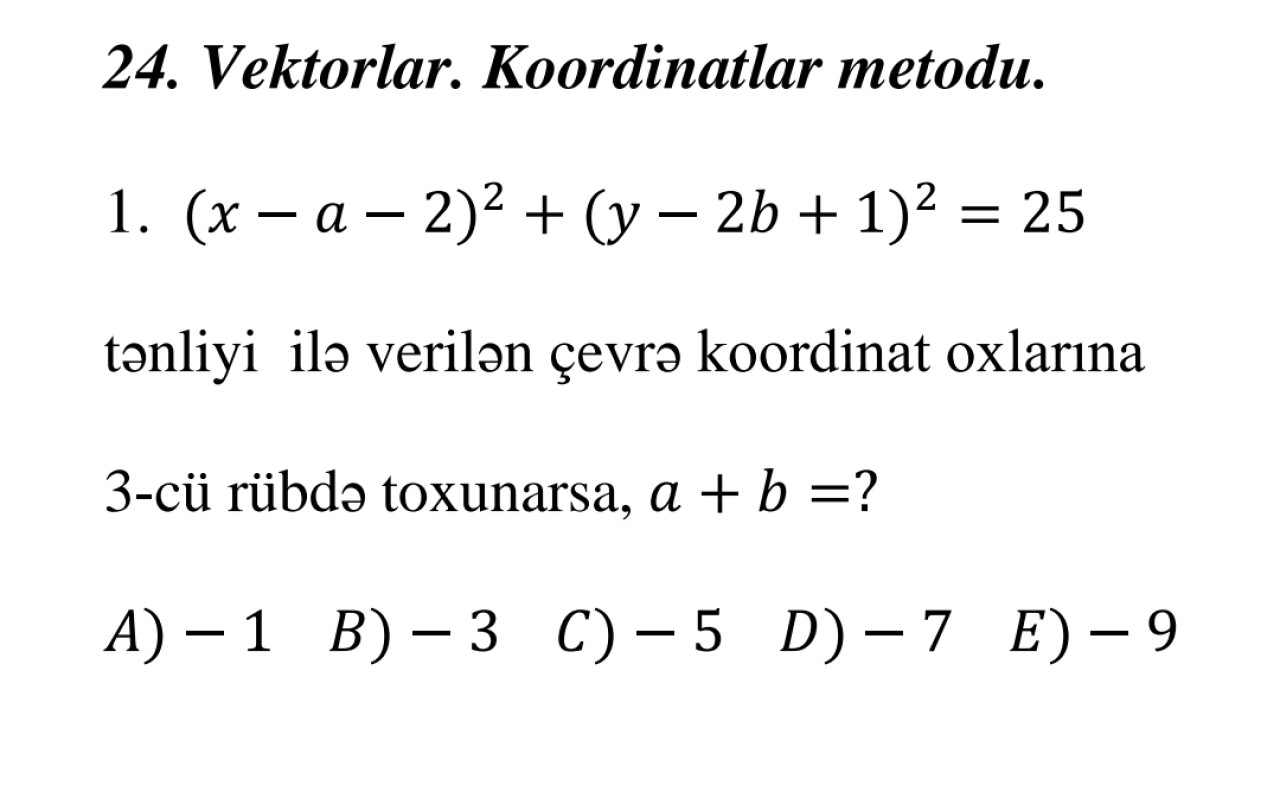 24. Vektorlar. Koordinatlar metodu.
1. (x − a − 2)² + (y − 2b + 1)² = 25
tənliyi ilə verilən çevrə koordinat oxlarına
3-cü rübdə toxunarsa, a + b =?
A) − 1 B) − 3 C) − 5 D) − 7 E) − 9